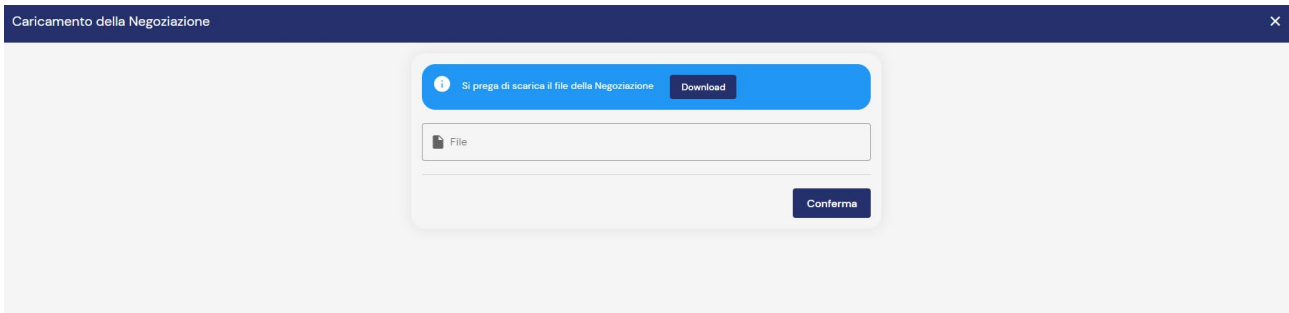 Caricamento della Negoziazione
Si prega di scarica il file della Negoziazione Download
File
Conferma